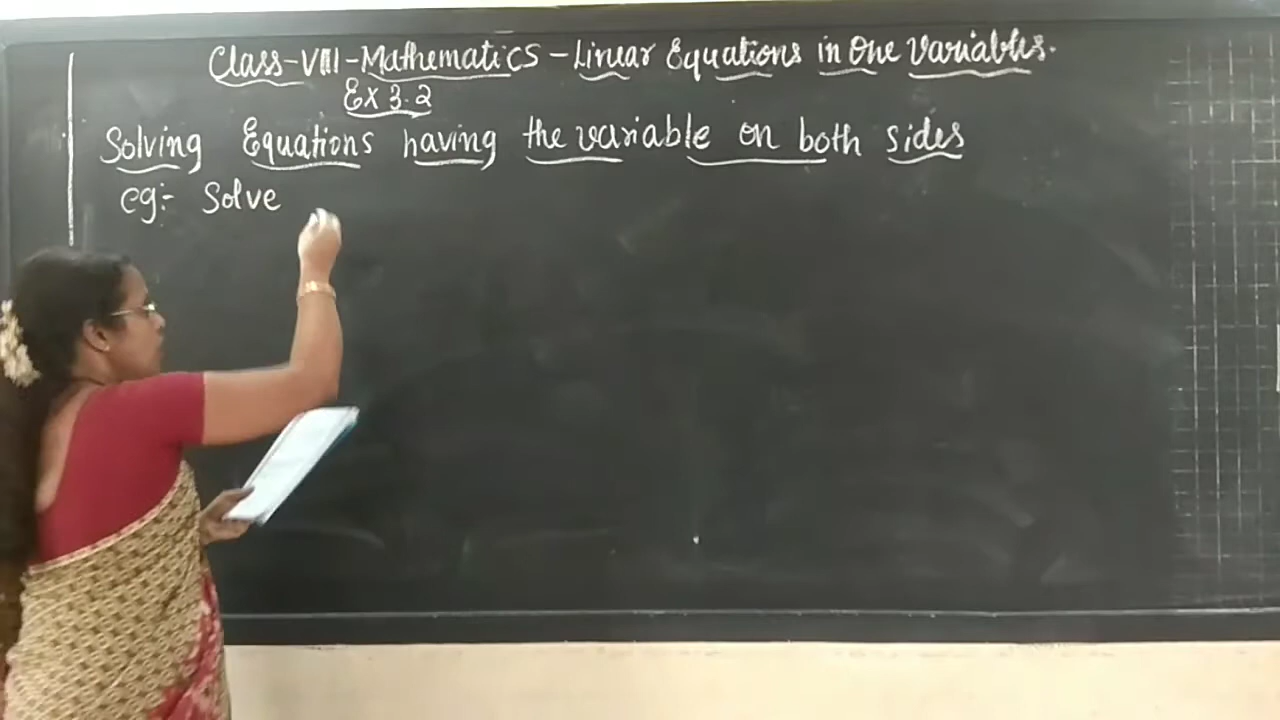 Class-VIII-Mathematics - Linear Equations in One Variables.
Ex 3.2
Solving Equations having the variable on both sides
eg:- Solve